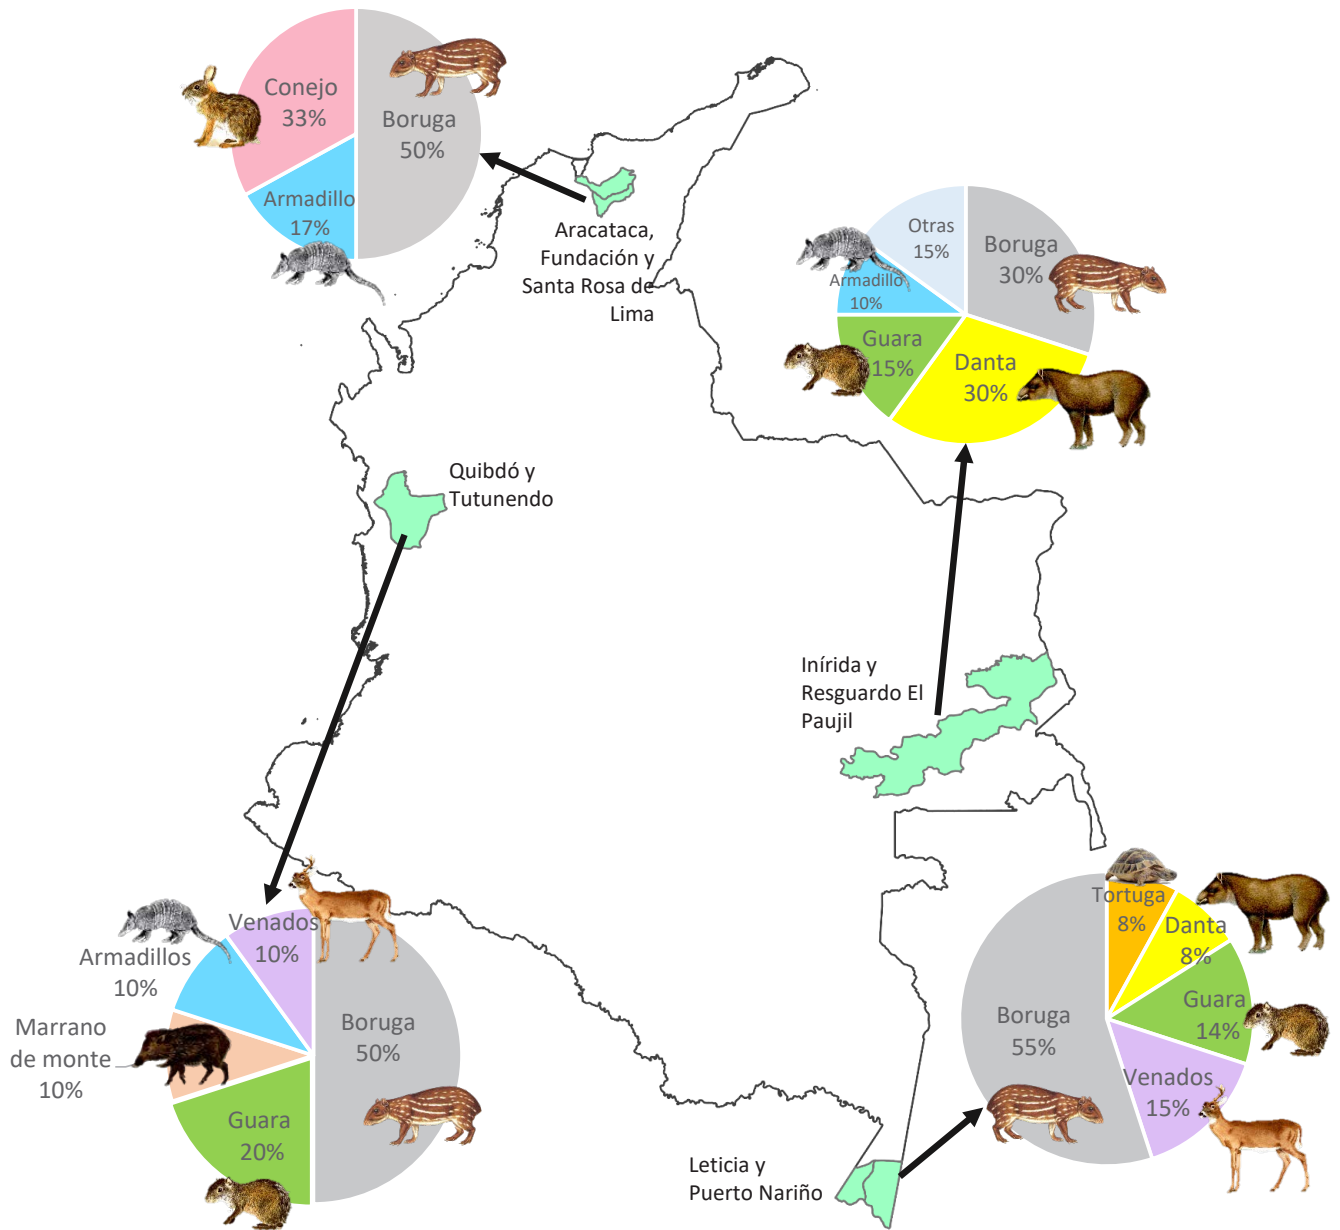 Conejo
33%
Boruga
50%
Armadillo
17%
Aracataca,
Fundación y
Santa Rosa de
Lima
Otras
15%
Boruga
30%
Armadillo
10%
Guara
15%
Danta
30%
Quibdó y
Tutunendo
Inírida y
Resguardo El
Paujil
Venados
10%
Armadillos
10%
Marrano
de monte
10%
Boruga
50%
Guara
20%
Tortuga
8%
Danta
8%
Guara
14%
Boruga
55%
Venados
15%
Leticia y
Puerto Nariño